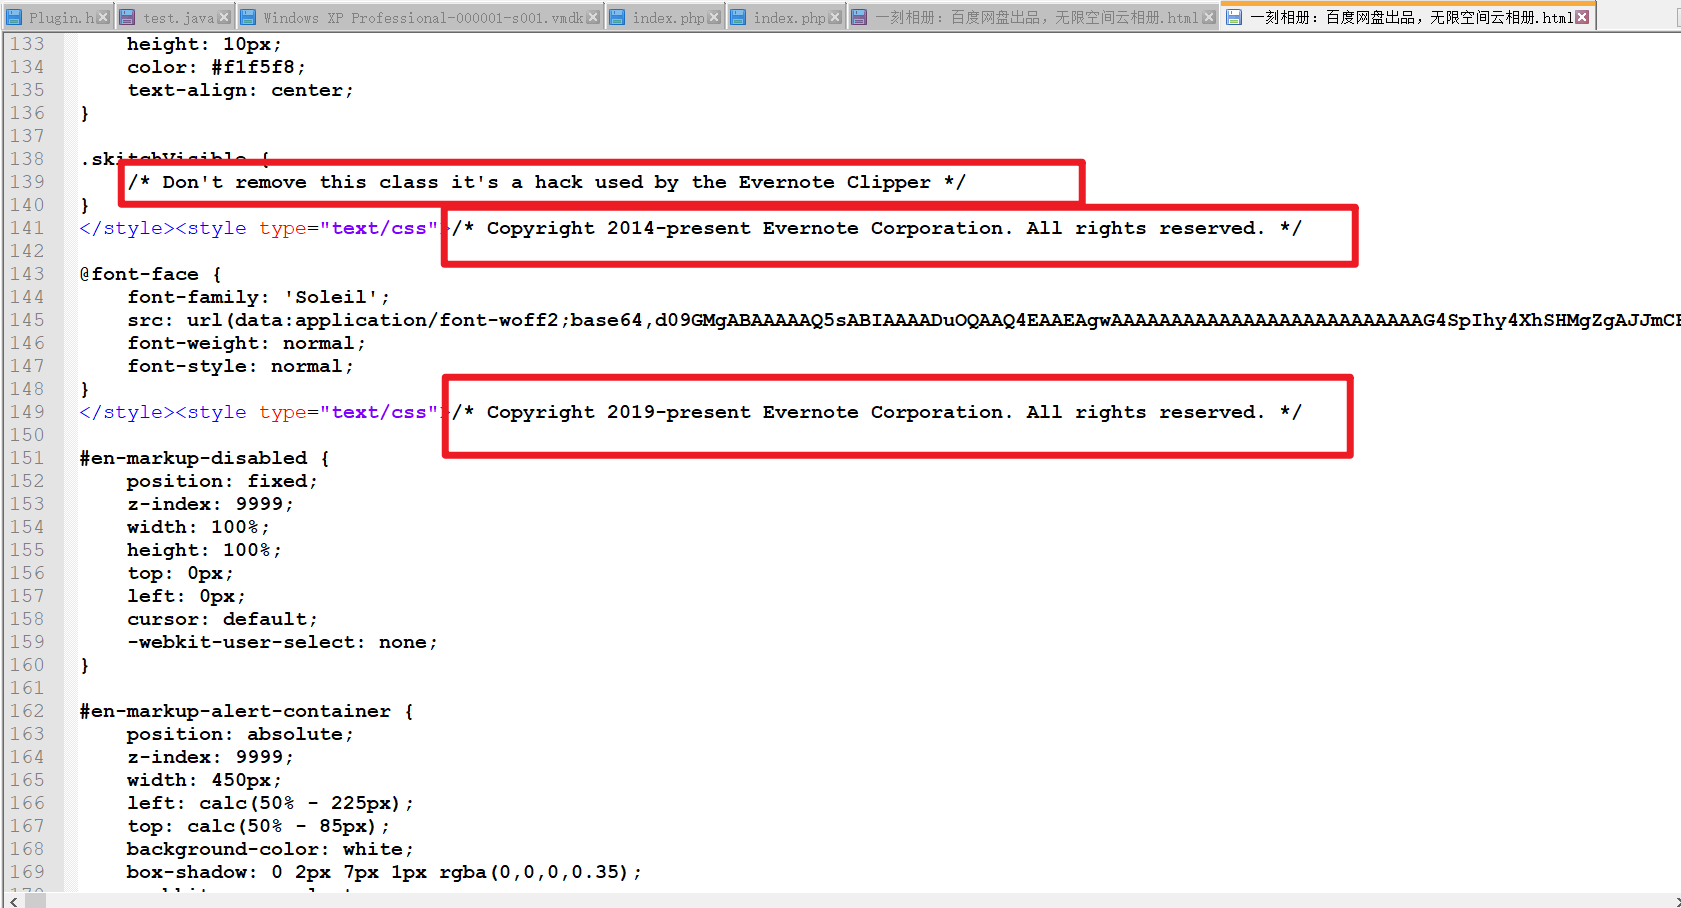 Plugin.h test.java Windows XP Professional-000001-s001.vmdk index.php index.php 一刻相册：百度网盘出品，无限空间云相册.html 一刻相册：百度网盘出品，无限空间云相册.html
133 height: 10px;
134 color: #f1f5f8;
135 text-align: center;
136 }
137
138 .skitchVisible {
139 /* Don't remove this class it's a hack used by the Evernote Clipper */
140 }
141 </style><style type="text/css">/* Copyright 2014-present Evernote Corporation. All rights reserved. */
142
143 @font-face {
144 font-family: 'Soleil';
145 src: url(data:application/font-woff2;base64,d09GMgABAAAAAQ5sABIAAAADuOQAAQ4EAAEAgwAAAAAAAAAAAAAAAAAAAAAAAAAAG4SpIhy4XhSHMgZgAJJmCE
146 font-weight: normal;
147 font-style: normal;
148 }
149 </style><style type="text/css">/* Copyright 2019-present Evernote Corporation. All rights reserved. */
150
151 #en-markup-disabled {
152 position: fixed;
153 z-index: 9999;
154 width: 100%;
155 height: 100%;
156 top: 0px;
157 left: 0px;
158 cursor: default;
159 -webkit-user-select: none;
160 }
161
162 #en-markup-alert-container {
163 position: absolute;
164 z-index: 9999;
165 width: 450px;
166 left: calc(50% - 225px);
167 top: calc(50% - 85px);
168 background-color: white;
169 box-shadow: 0 2px 7px 1px rgba(0,0,0,0.35);